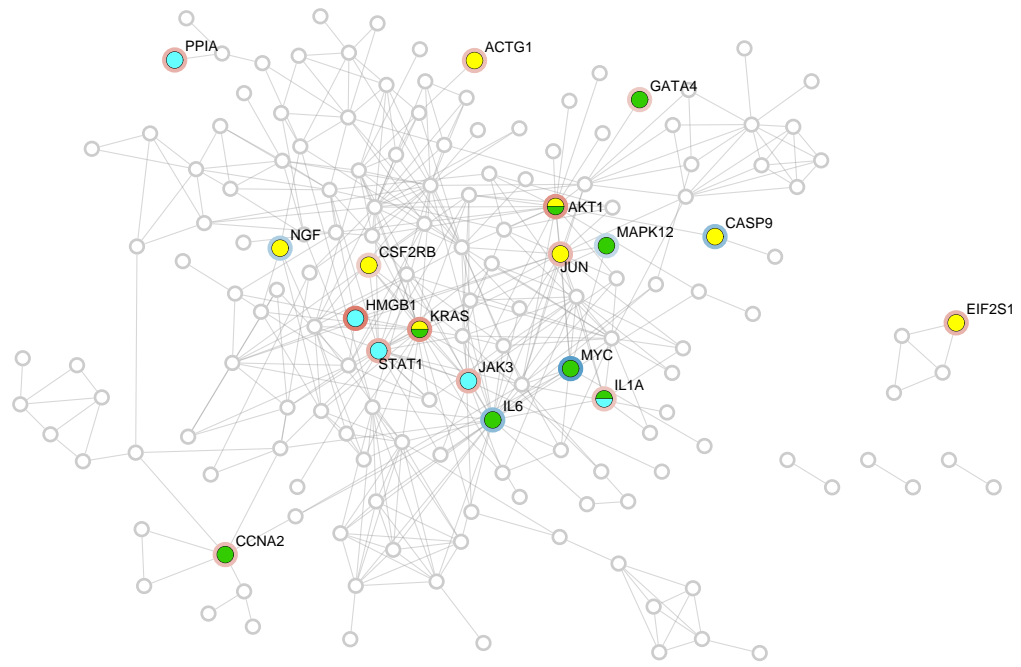 PPIA
ACTG1
GATA4
AKT1
CASP9
NGF
MAPK12
CSF2RB
JUN
HMGB1
KRAS
EIF2S1
STAT1
MYC
JAK3
IL1A
IL6
CCNA2